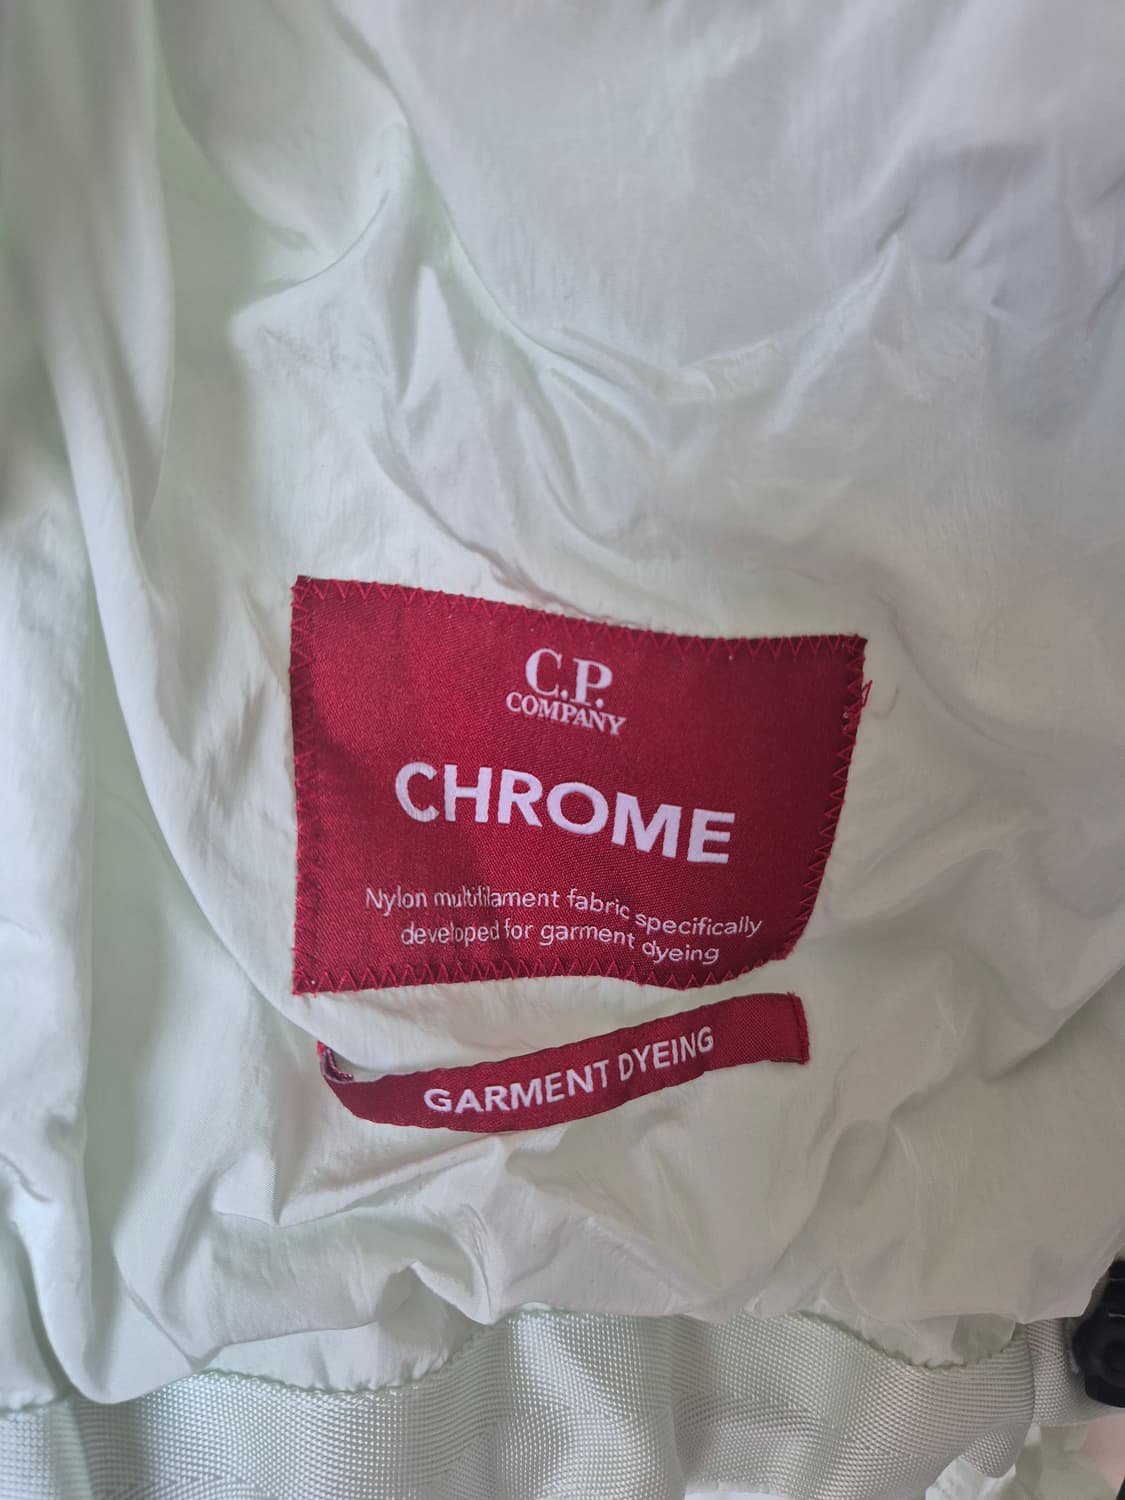 C.P.
COMPANY
CHROME
Nylon multifilament fabric specifically
developed for garment dyeing
GARMENT DYEING